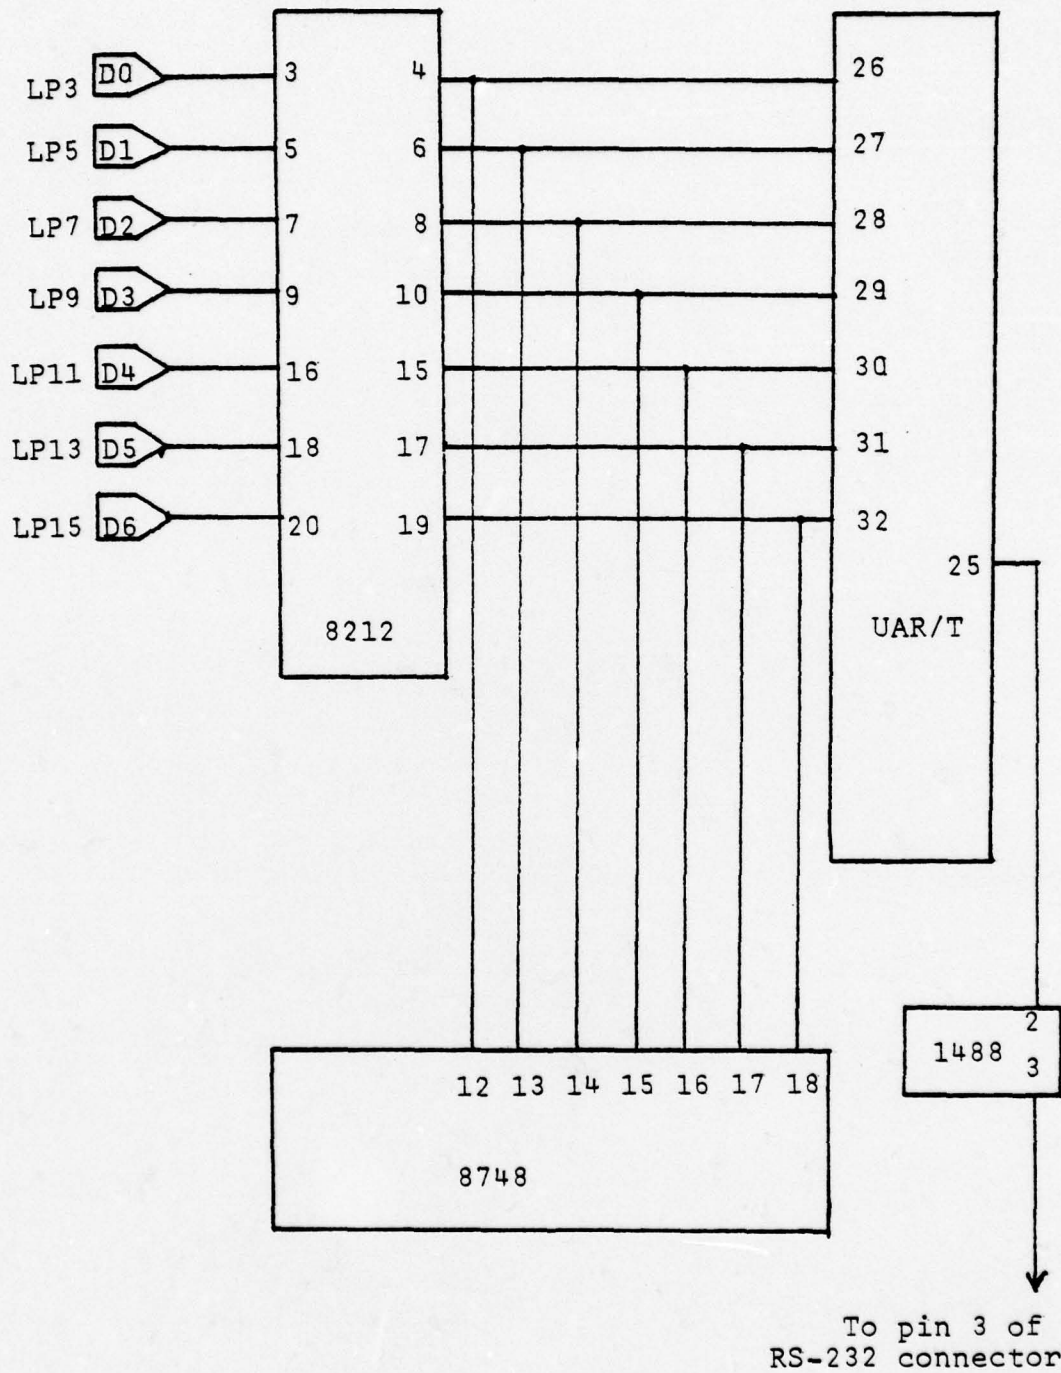 LP3 D0 3 4 26
LP5 D1 5 6 27
LP7 D2 7 8 28
LP9 D3 9 10 29
LP11 D4 16 15 30
LP13 D5 18 17 31
LP15 D6 20 19 32
25
8212 UAR/T
2
1488
3
12 13 14 15 16 17 18
8748
To pin 3 of
RS-232 connector